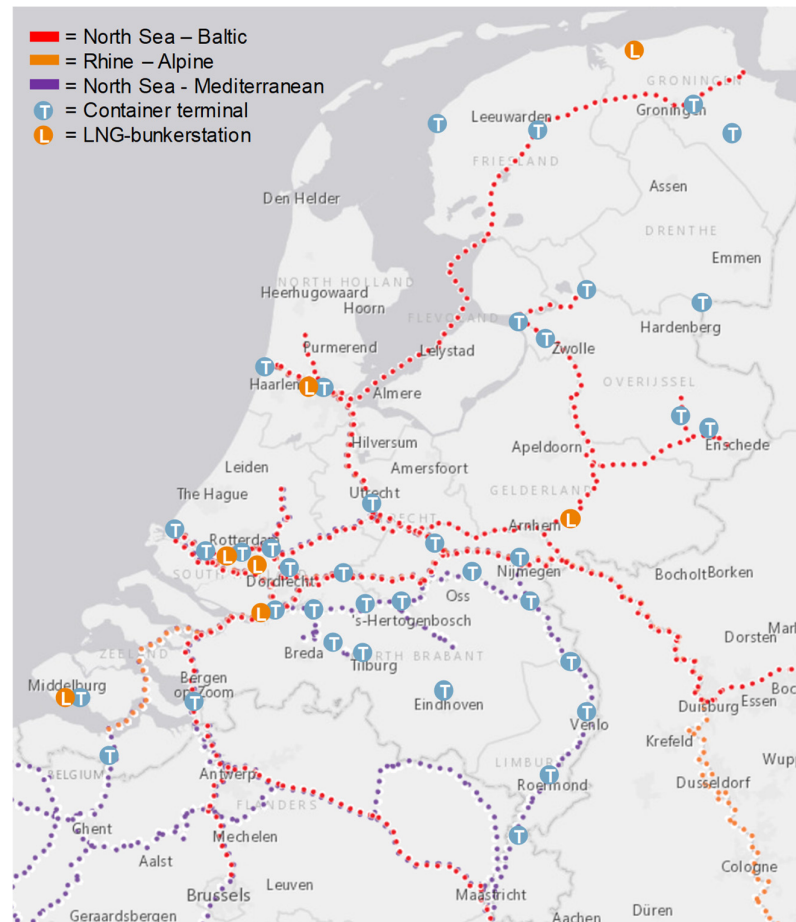 = North Sea – Baltic
= Rhine – Alpine
= North Sea - Mediterranean
T = Container terminal
L = LNG-bunkerstation
L
GRONINGEN
T
Groningen
T
Leeuwarden
T
T
FRIESLAND
Assen
Den Helder
DRENTHE
Emmen
NORTH HOLLAND
Heerhugowaard
T
T
Hoorn
FLEVOLAND
T
Hardenberg
Purmerend
Lelystad
T
Zwolle
T
Haarlem
L
T
Almere
OVERIJSSEL
T
T
Hilversum
Apeldoorn
Enschede
Leiden
Amersfoort
The Hague
Utrecht
GELDERLAND
T
L
T
Arnhem
Rotterdam
T
L
T
T
T
T
L
T
T
T
Nijmegen
Bocholt
Borken
Dordrecht
T
Oss
T
L
T
T
T
T
's-Hertogenbosch
Dorsten
ZEELAND
T
Breda
T
Tilburg
NORTH BRABANT
T
Middelburg
Bergen
op Zoom
L
T
T
T
Eindhoven
Duisburg
Essen
T
Venlo
Krefeld
T
LIMBURG
BELGIUM
Antwerp
T
Roermond
Dusseldorf
FLANDERS
Ghent
Mechelen
T
Aalst
Cologne
Leuven
Brussels
Maastricht
Düren
Geraardsbergen
Aachen